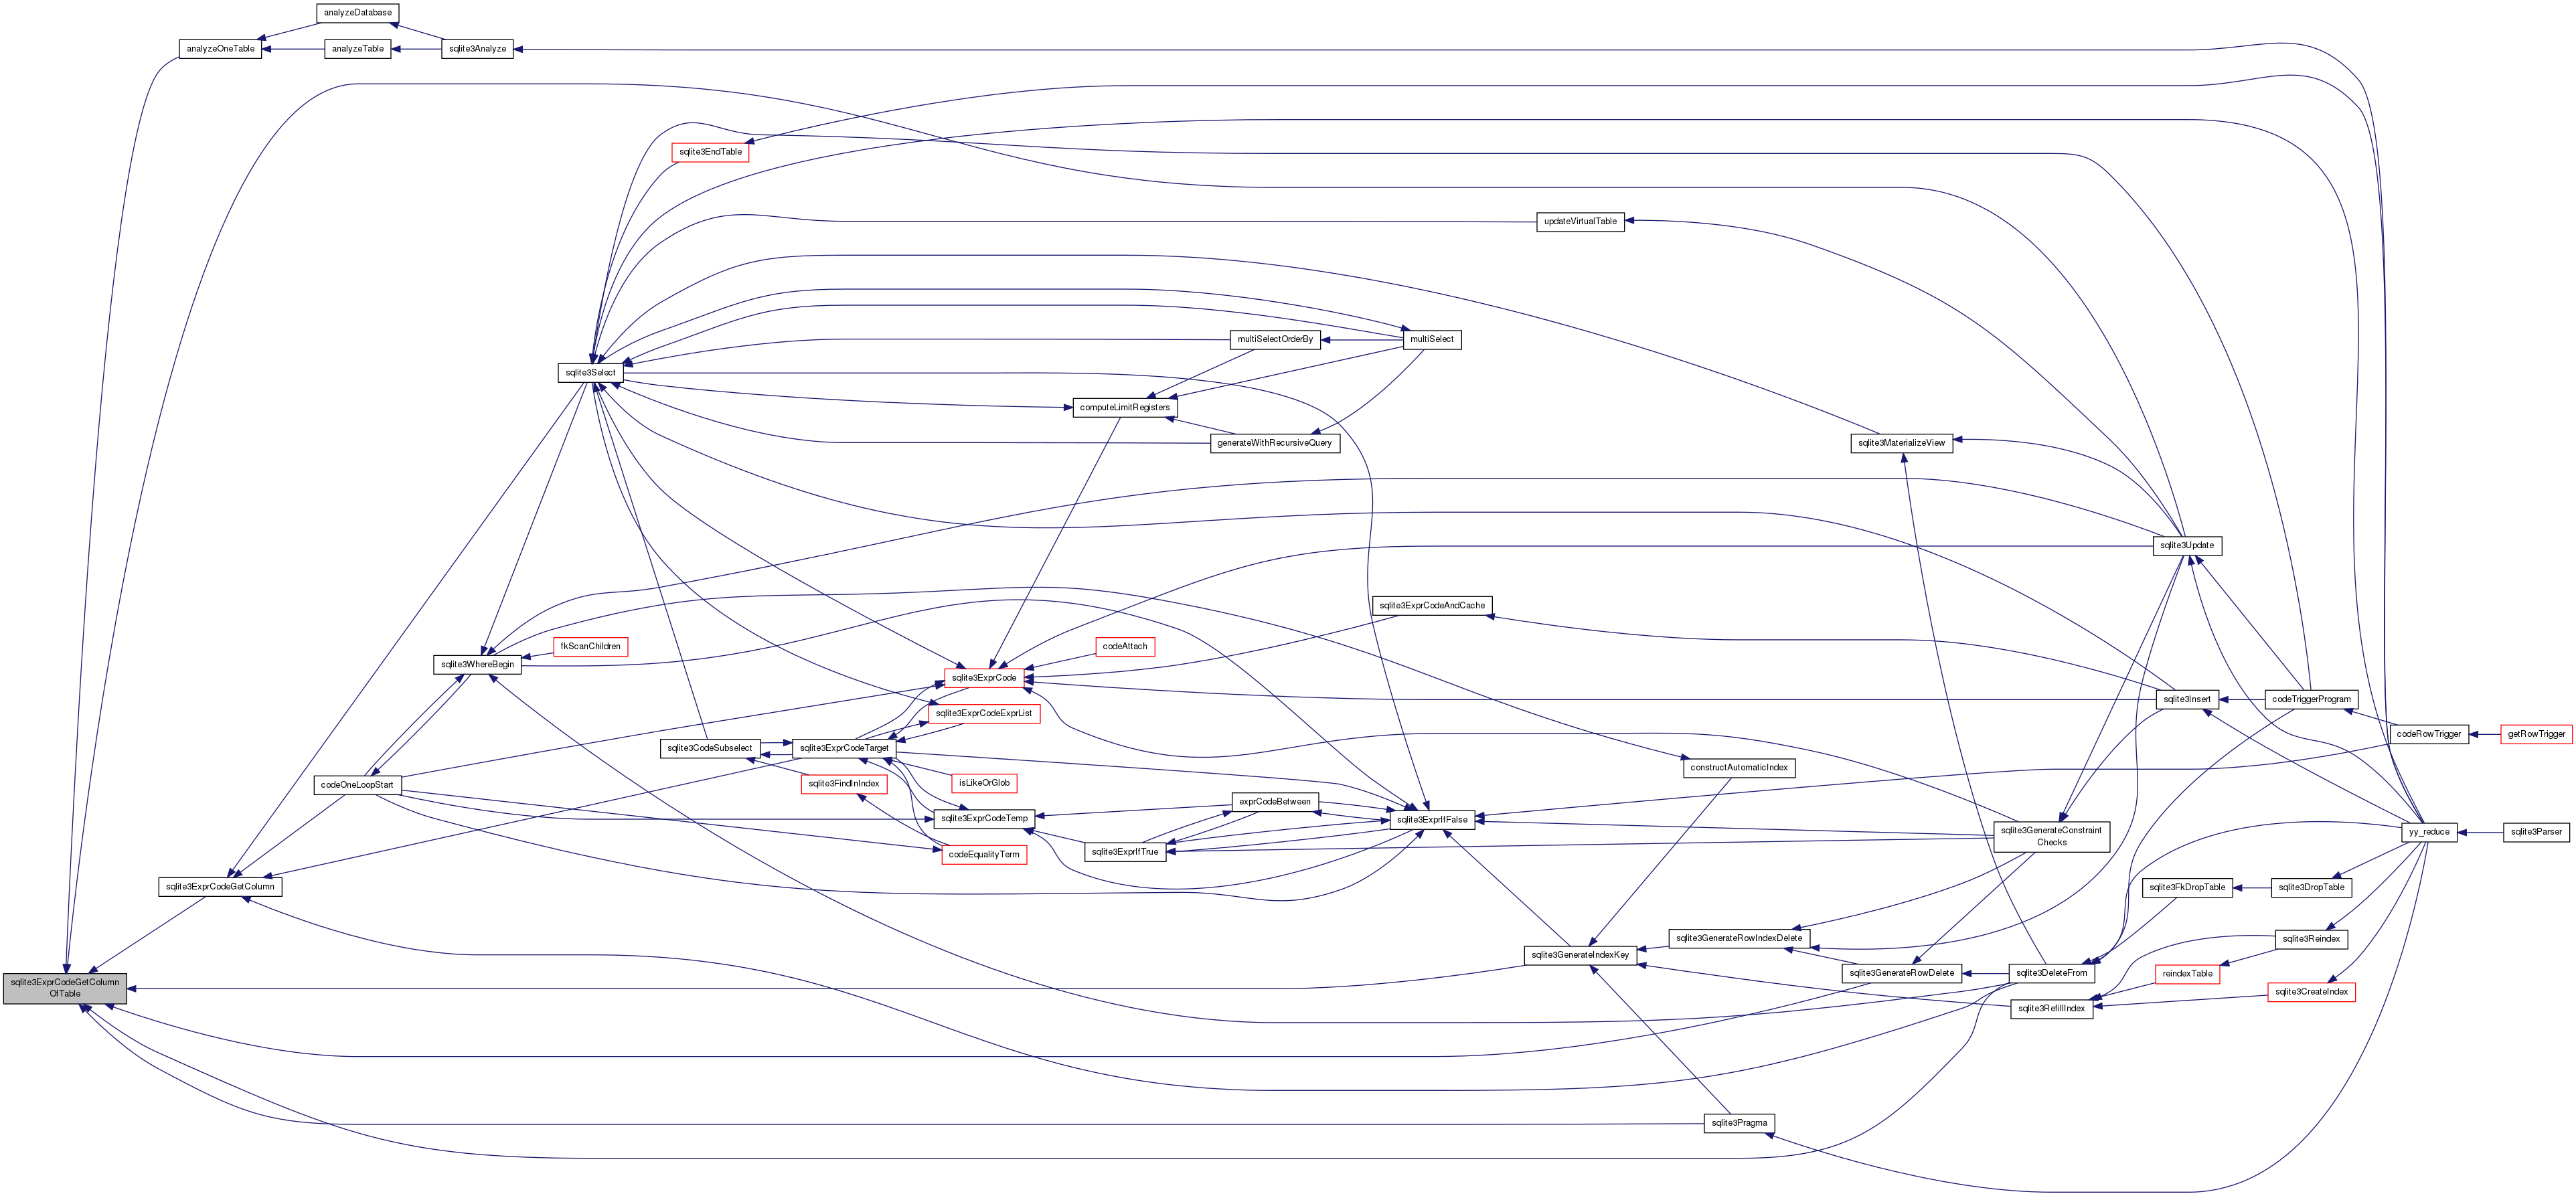 analyzeDatabase
analyzeOneTable
analyzeTable
sqlite3Analyze
sqlite3EndTable
updateVirtualTable
multiSelectOrderBy
multiSelect
sqlite3Select
computeLimitRegisters
generateWithRecursiveQuery
sqlite3MaterializeView
sqlite3Update
sqlite3ExprCodeAndCache
fkScanChildren
codeAttach
sqlite3WhereBegin
sqlite3ExprCode
sqlite3Insert
codeTriggerProgram
sqlite3ExprCodeExprList
codeRowTrigger
getRowTrigger
sqlite3CodeSubselect
sqlite3ExprCodeTarget
constructAutomaticIndex
codeOneLoopStart
sqlite3FindInIndex
isLikeOrGlob
exprCodeBetween
sqlite3ExprCodeTemp
sqlite3ExprIfFalse
sqlite3GenerateConstraint
Checks
yy_reduce
sqlite3Parser
sqlite3ExprIfTrue
codeEqualityTerm
sqlite3ExprCodeGetColumn
sqlite3FkDropTable
sqlite3DropTable
sqlite3GenerateRowIndexDelete
sqlite3Reindex
sqlite3GenerateIndexKey
sqlite3GenerateRowDelete
sqlite3DeleteFrom
reindexTable
sqlite3ExprCodeGetColumn
OfTable
sqlite3CreateIndex
sqlite3RefillIndex
sqlite3Pragma